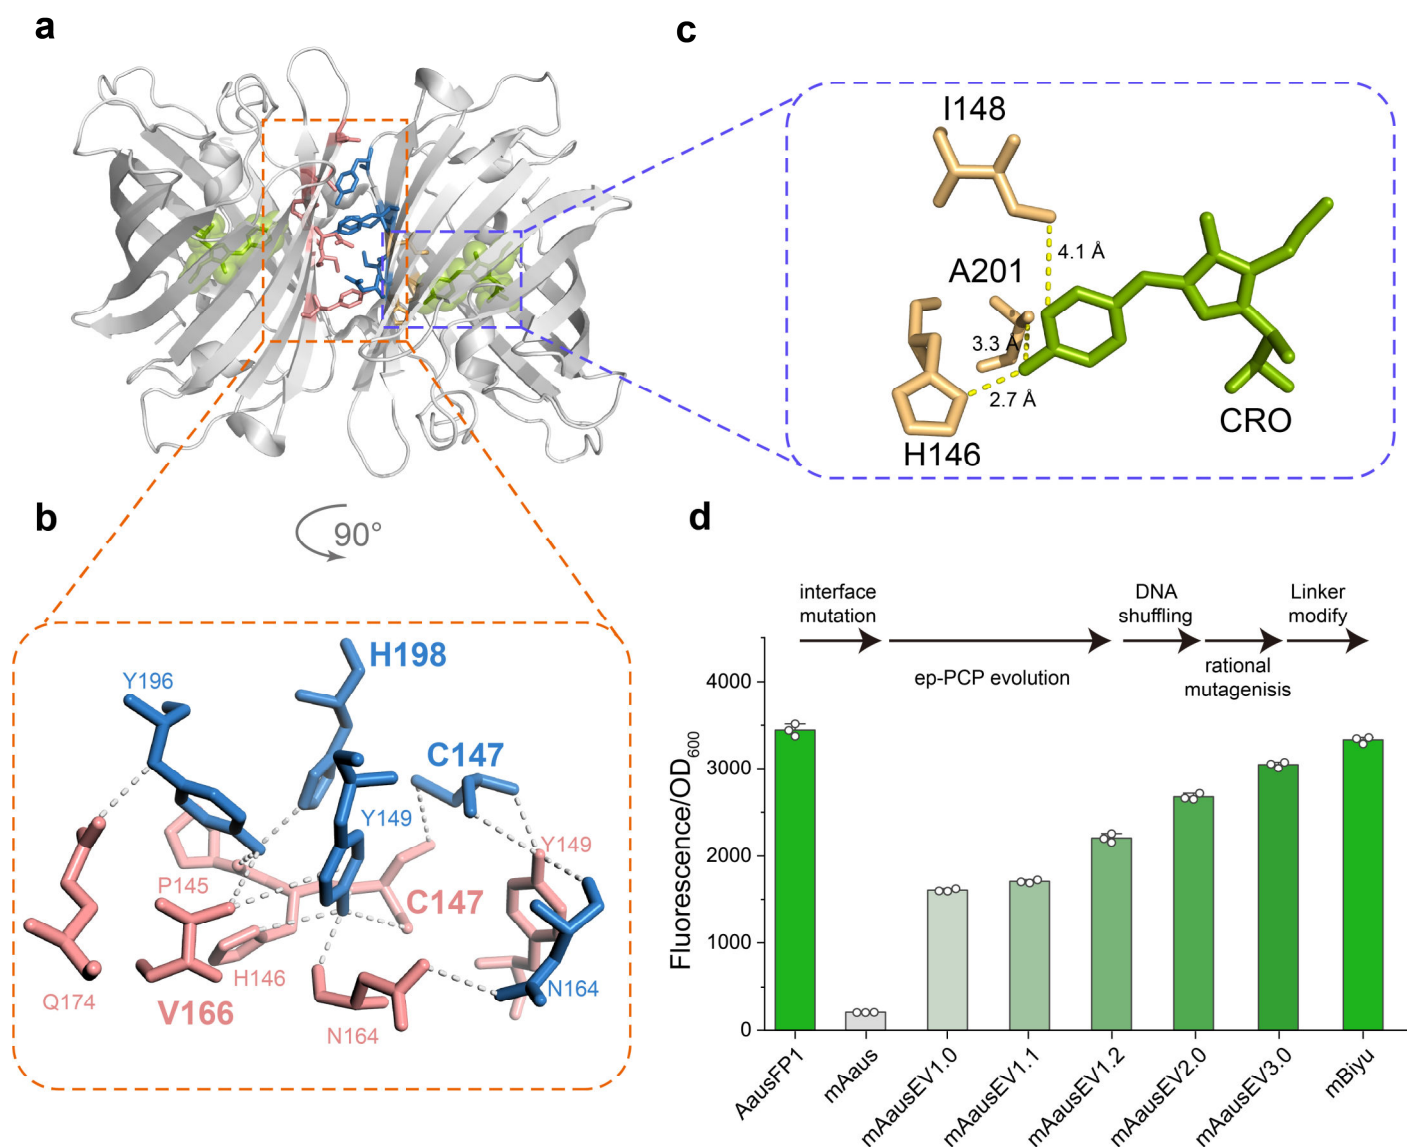 a
c
I148
4.1 Å
A201
3.3 Å
2.7 Å
H146
CRO
b
90°
H198
Y196
C147
Y149
Y149
P145
C147
H146
Q174
V166
N164
N164
d
interface
mutation
DNA
shuffling
Linker
modify
ep-PCP evolution
rational
mutagenisis
Fluorescence/OD600
4000
3000
2000
1000
0
AausFP1
mAaus
mAausEV1.0
mAausEV1.1
mAausEV1.2
mAausEV2.0
mAausEV3.0
mBiyu